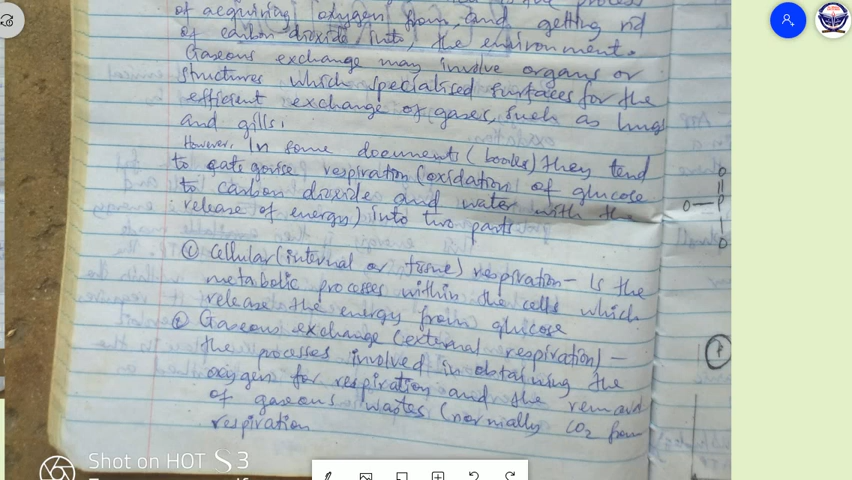 of acquiring oxygen from, and getting rid
of carbon dioxide into, the environment.
Gaseous exchange may involve organs or
structures which specialised surfaces for the
efficient exchange of gases, such as lungs
and gills.
However, in some documents (books) they tend
to respiration (oxidation of glucose
to carbon dioxide and water with the
release of energy) into two parts
① Cellular (internal or tissue) respiration – Is the
metabolic processes within the cells which
release the energy from glucose
② Gaseous exchange (external respiration) –
the processes involved in obtaining the
oxygen for respiration and the
of gaseous wastes (normally CO2 from
respiration
O
O – P
O
P
Shot on HOT S3